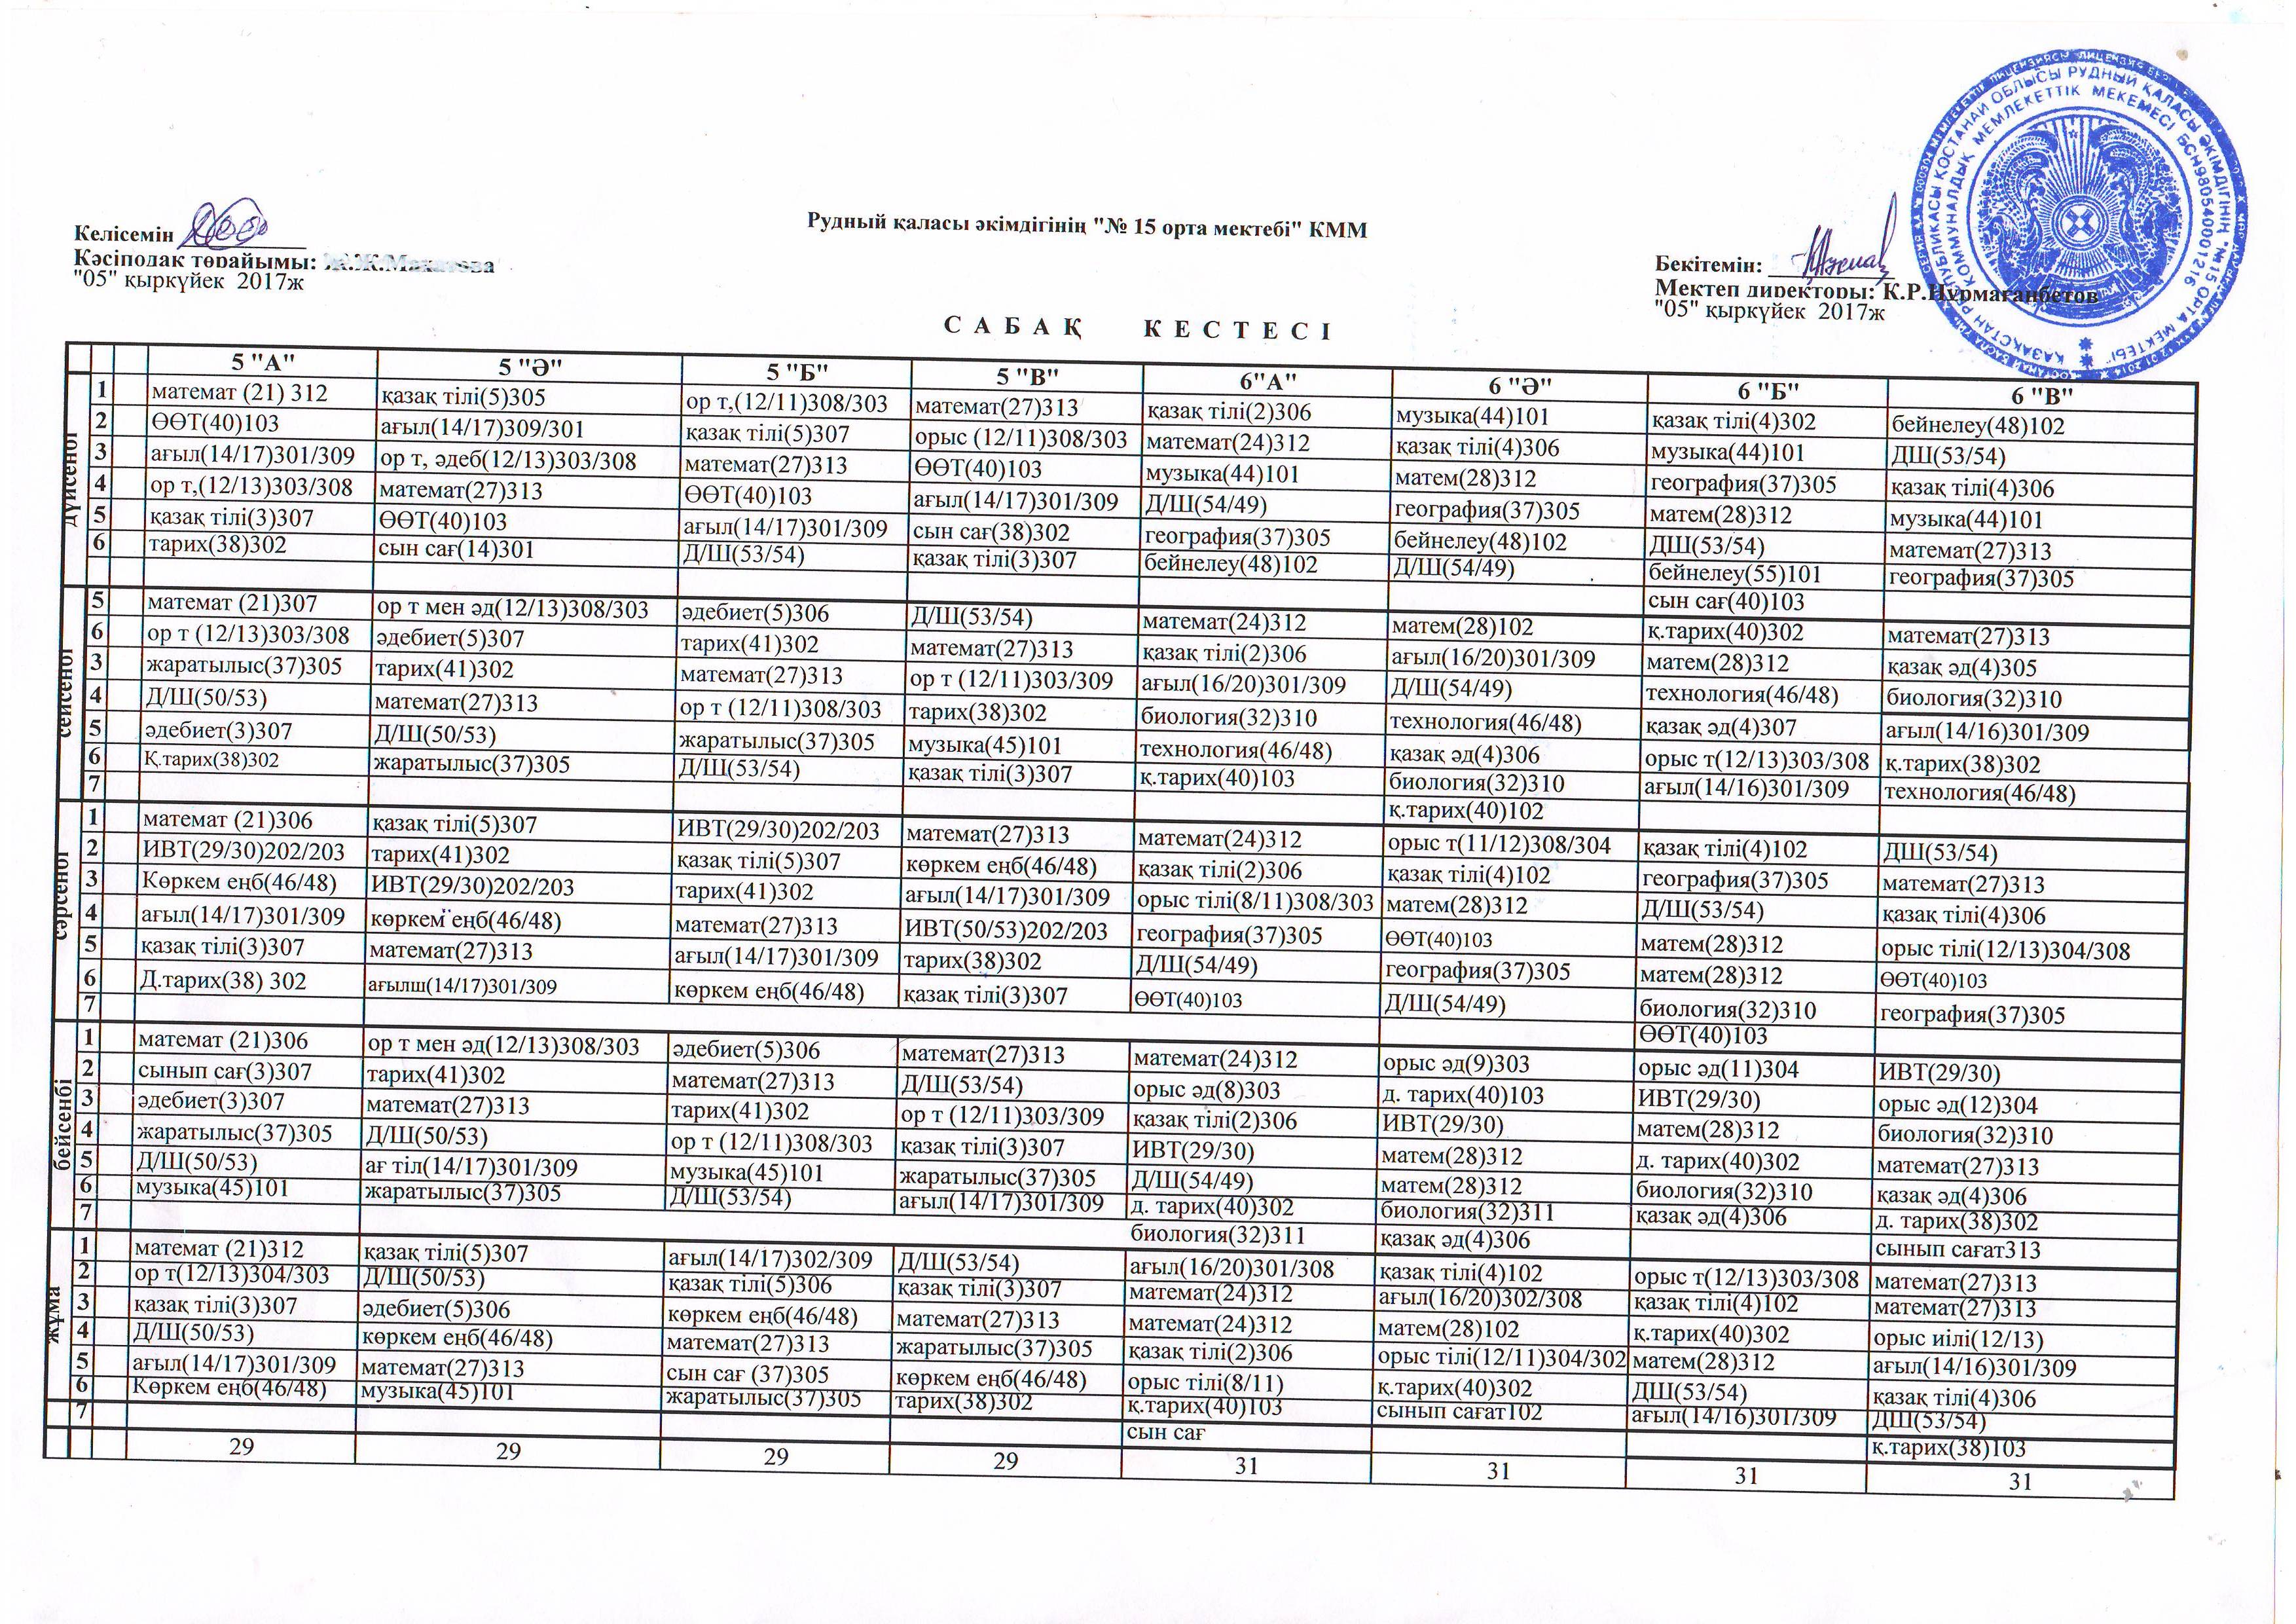 Рудный қаласы әкімдігінің "№ 15 орта мектебі" КММ
Келісемін
Кәсіподақ төрайымы: Ж.Ж.
"05" қыркүйек 2017ж
Бекітемін:
Мектеп директоры: К.Р.Нұрмағанбетов
"05" қыркүйек 2017ж
САБАҚ КЕСТЕСІ
5 "А" 5 "Ә" 5 "Б" 5 "В" 6"А" 6 "Ә" 6 "Б" 6 "В"
дүйсенбі
1 математ (21) 312 қазақ тілі(5)305 ор т,(12/11)308/303 математ(27)313 қазақ тілі(2)306 музыка(44)101 қазақ тілі(4)302 бейнелеу(48)102
2 ӨӨТ(40)103 ағыл(14/17)309/301 қазақ тілі(5)307 орыс (12/11)308/303 математ(24)312 қазақ тілі(4)306 музыка(44)101 ДШ(53/54)
3 ағыл(14/17)301/309 ор т, әдеб(12/13)303/308 математ(27)313 ӨӨТ(40)103 музыка(44)101 матем(28)312 география(37)305 қазақ тілі(4)306
4 ор т,(12/13)303/308 математ(27)313 ӨӨТ(40)103 ағыл(14/17)301/309 Д/Ш(54/49) география(37)305 матем(28)312 музыка(44)101
5 қазақ тілі(3)307 ӨӨТ(40)103 ағыл(14/17)301/309 сын сағ(38)302 география(37)305 бейнелеу(48)102 ДШ(53/54) математ(27)313
6 тарих(38)302 сын сағ(14)301 Д/Ш(53/54) қазақ тілі(3)307 бейнелеу(48)102 Д/Ш(54/49) бейнелеу(55)101 география(37)305
сын сағ(40)103
сейсенбі
5 математ (21)307 ор т мен әд(12/13)308/303 әдебиет(5)306 Д/Ш(53/54) математ(24)312 матем(28)102 қ.тарих(40)302 математ(27)313
6 ор т (12/13)303/308 әдебиет(5)307 тарих(41)302 математ(27)313 қазақ тілі(2)306 ағыл(16/20)301/309 матем(28)312 қазақ әд(4)305
3 жаратылыс(37)305 тарих(41)302 математ(27)313 ор т (12/11)303/309 ағыл(16/20)301/309 Д/Ш(54/49) технология(46/48) биология(32)310
4 Д/Ш(50/53) математ(27)313 ор т (12/11)308/303 тарих(38)302 биология(32)310 технология(46/48) қазақ әд(4)307 ағыл(14/16)301/309
5 әдебиет(3)307 Д/Ш(50/53) жаратылыс(37)305 музыка(45)101 технология(46/48) қазақ әд(4)306 орыс т(12/13)303/308 қ.тарих(38)302
6 Қ.тарих(38)302 жаратылыс(37)305 Д/Ш(53/54) қазақ тілі(3)307 қ.тарих(40)103 биология(32)310 ағыл(14/16)301/309 технология(46/48)
7 қ.тарих(40)102
сәрсенбі
1 математ (21)306 қазақ тілі(5)307 ИВТ(29/30)202/203 математ(27)313 математ(24)312 орыс т(11/12)308/304 қазақ тілі(4)102 ДШ(53/54)
2 ИВТ(29/30)202/203 тарих(41)302 қазақ тілі(5)307 көркем еңб(46/48) қазақ тілі(2)306 қазақ тілі(4)102 география(37)305 математ(27)313
3 Көркем еңб(46/48) ИВТ(29/30)202/203 тарих(41)302 ағыл(14/17)301/309 орыс тілі(8/11)308/303 матем(28)312 Д/Ш(53/54) қазақ тілі(4)306
4 ағыл(14/17)301/309 көркем еңб(46/48) математ(27)313 ИВТ(50/53)202/203 география(37)305 ӨӨТ(40)103 матем(28)312 орыс тілі(12/13)304/308
5 қазақ тілі(3)307 математ(27)313 ағыл(14/17)301/309 тарих(38)302 Д/Ш(54/49) география(37)305 матем(28)312 ӨӨТ(40)103
6 Д.тарих(38) 302 ағылш(14/17)301/309 көркем еңб(46/48) қазақ тілі(3)307 ӨӨТ(40)103 Д/Ш(54/49) биология(32)310 география(37)305
7 ӨӨТ(40)103
бейсенбі
1 математ (21)306 ор т мен әд(12/13)308/303 әдебиет(5)306 математ(27)313 математ(24)312 орыс әд(9)303 орыс әд(11)304 ИВТ(29/30)
2 сынып сағ(3)307 тарих(41)302 математ(27)313 Д/Ш(53/54) орыс әд(8)303 д. тарих(40)103 ИВТ(29/30) орыс әд(12)304
3 әдебиет(3)307 математ(27)313 тарих(41)302 ор т (12/11)303/309 қазақ тілі(2)306 ИВТ(29/30) матем(28)312 биология(32)310
4 жаратылыс(37)305 Д/Ш(50/53) ор т (12/11)308/303 қазақ тілі(3)307 ИВТ(29/30) матем(28)312 д. тарих(40)302 математ(27)313
5 Д/Ш(50/53) ағ тіл(14/17)301/309 музыка(45)101 жаратылыс(37)305 Д/Ш(54/49) матем(28)312 биология(32)310 қазақ әд(4)306
6 музыка(45)101 жаратылыс(37)305 Д/Ш(53/54) ағыл(14/17)301/309 д. тарих(40)302 биология(32)311 қазақ әд(4)306 д. тарих(38)302
7 биология(32)311 қазақ әд(4)306 сынып сағат313
жұма
1 математ (21)312 қазақ тілі(5)307 ағыл(14/17)302/309 Д/Ш(53/54) ағыл(16/20)301/308 қазақ тілі(4)102 орыс т(12/13)303/308 математ(27)313
2 ор т(12/13)304/303 Д/Ш(50/53) қазақ тілі(5)306 қазақ тілі(3)307 математ(24)312 ағыл(16/20)302/308 қазақ тілі(4)102 математ(27)313
3 қазақ тілі(3)307 әдебиет(5)306 көркем еңб(46/48) математ(27)313 математ(24)312 матем(28)102 қ.тарих(40)302 орыс иілі(12/13)
4 Д/Ш(50/53) көркем еңб(46/48) математ(27)313 жаратылыс(37)305 қазақ тілі(2)306 орыс тілі(12/11)304/302 матем(28)312 ағыл(14/16)301/309
5 ағыл(14/17)301/309 математ(27)313 сын сағ (37)305 көркем еңб(46/48) орыс тілі(8/11) қ.тарих(40)302 ДШ(53/54) қазақ тілі(4)306
6 Көркем еңб(46/48) музыка(45)101 жаратылыс(37)305 тарих(38)302 қ.тарих(40)103 сынып сағат102 ағыл(14/16)301/309 ДШ(53/54)
7 сын сағ қ.тарих(38)103
29 29 29 29 31 31 31 31